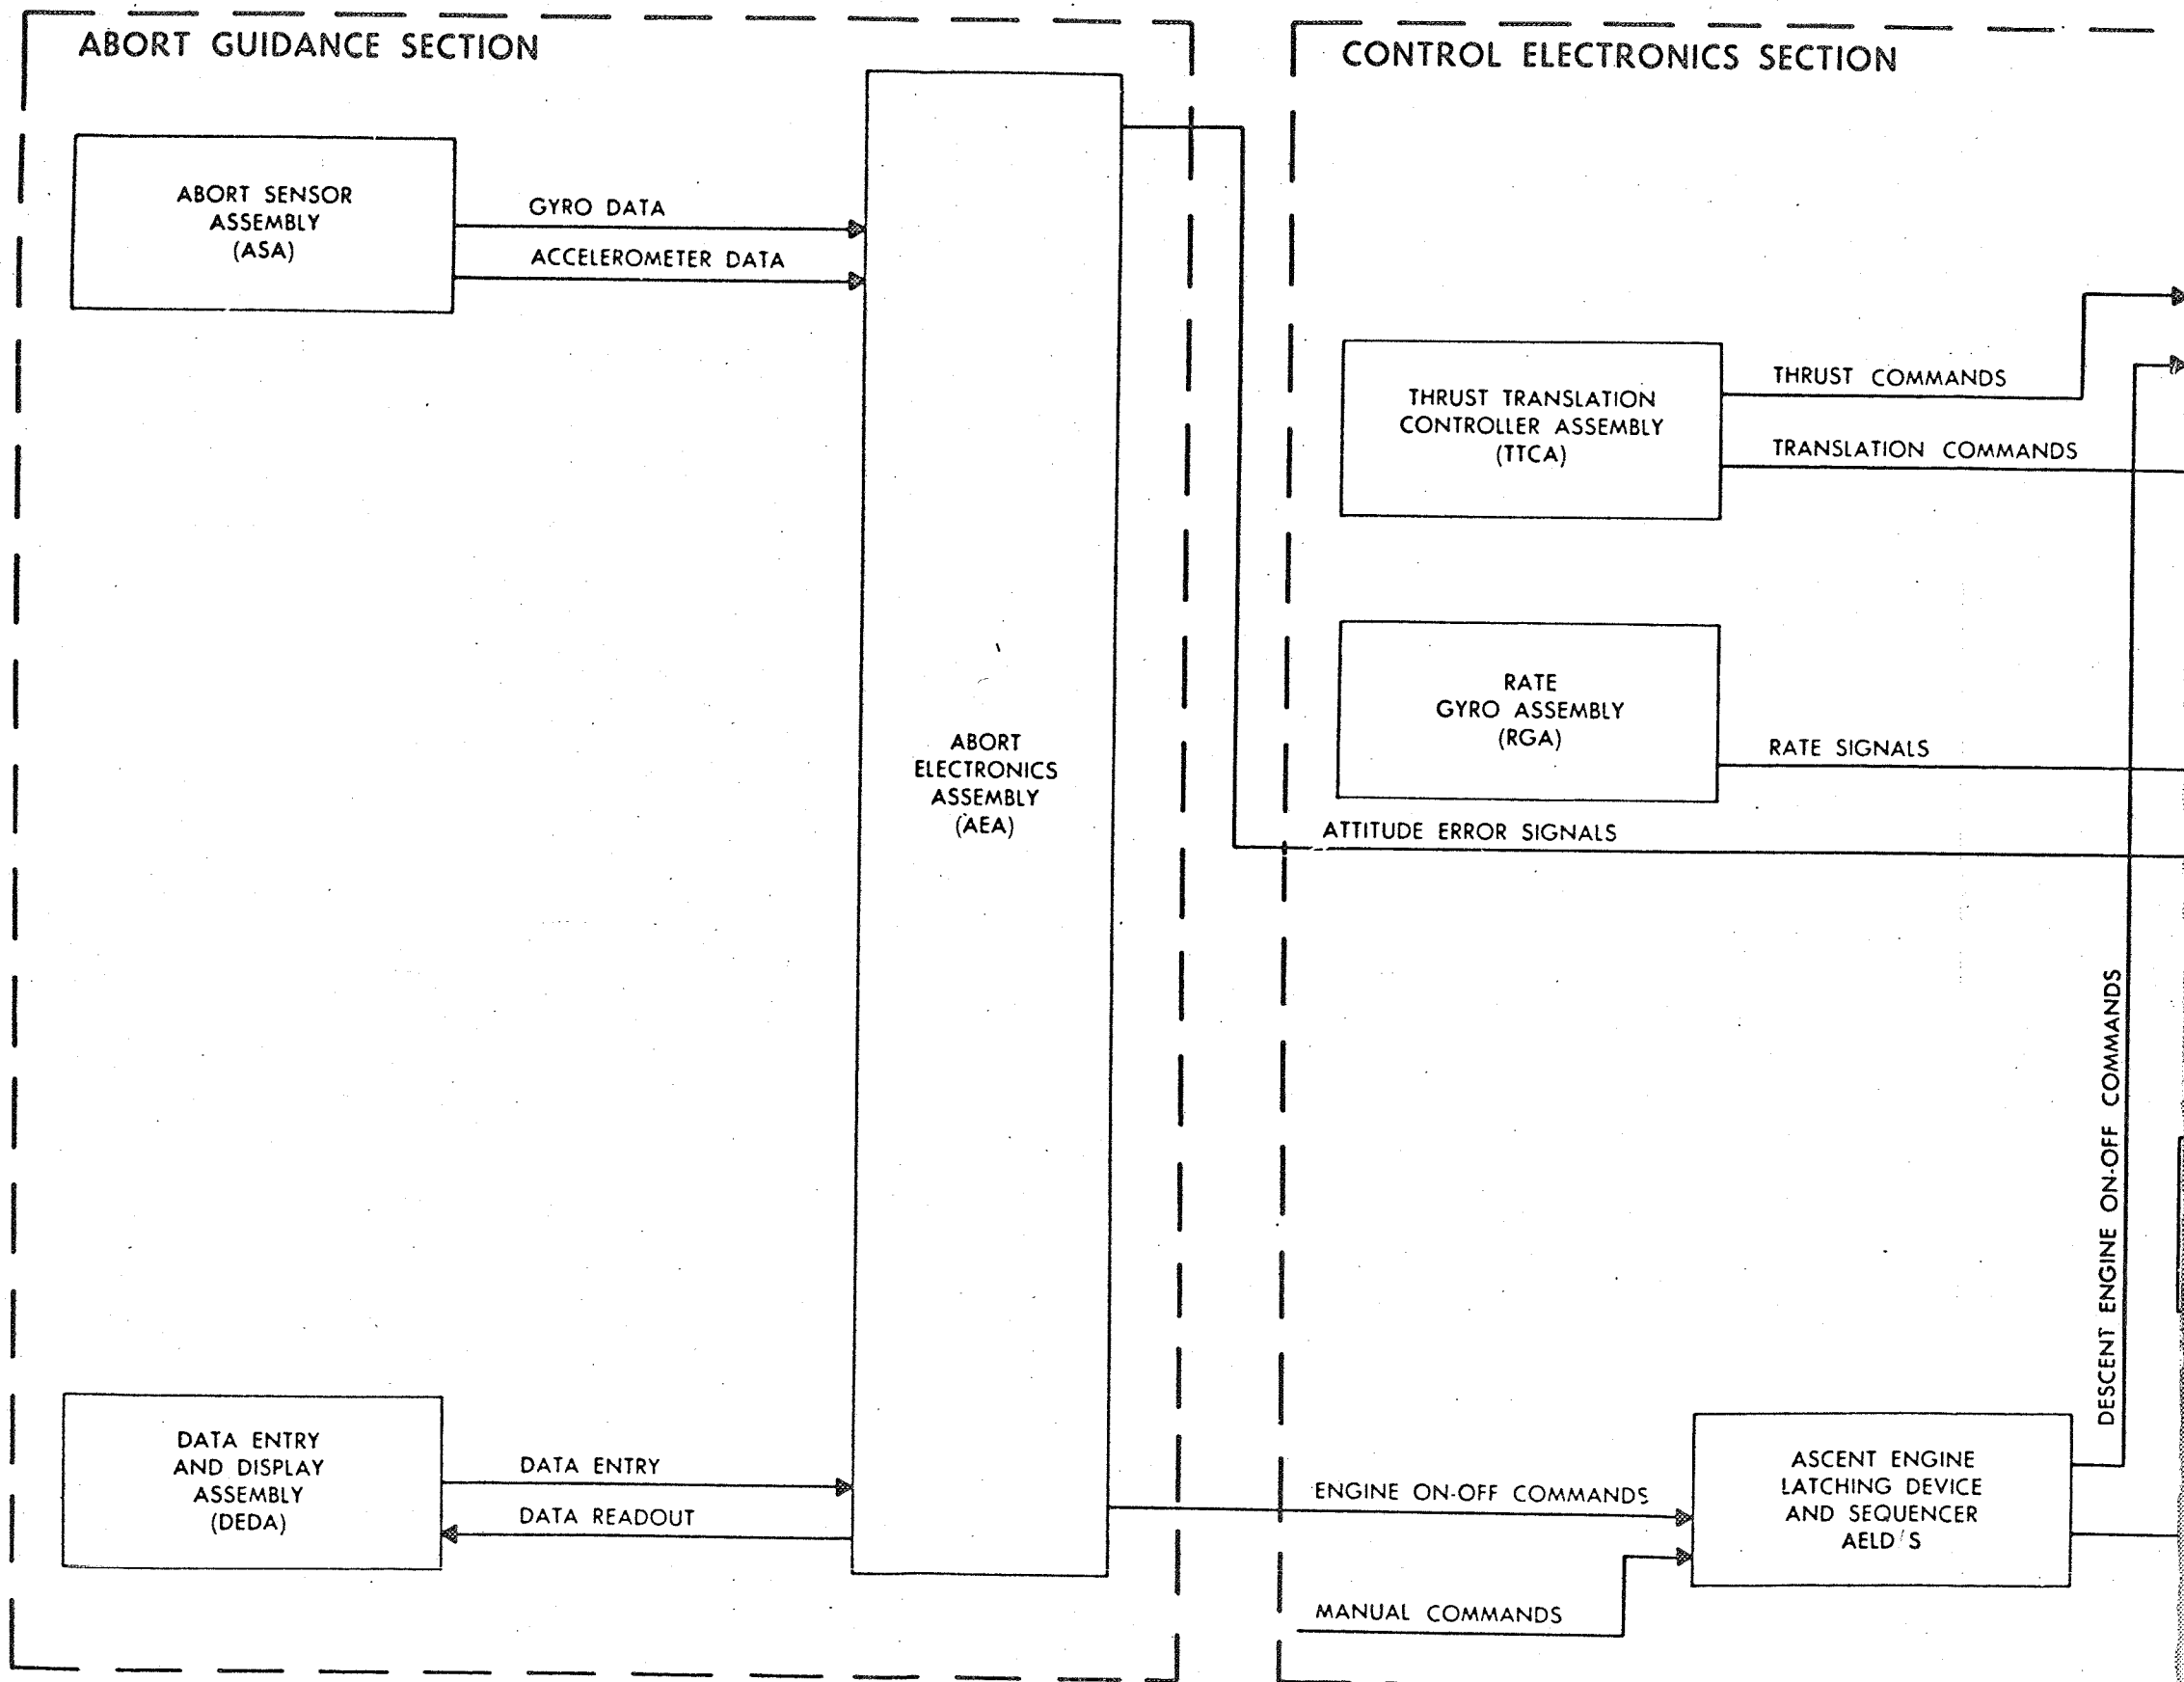 ABORT GUIDANCE SECTION
ABORT SENSOR
ASSEMBLY
(ASA)
GYRO DATA
ACCELEROMETER DATA
ABORT
ELECTRONICS
ASSEMBLY
(AEA)
DATA ENTRY
AND DISPLAY
ASSEMBLY
(DEDA)
DATA ENTRY
DATA READOUT
CONTROL ELECTRONICS SECTION
THRUST TRANSLATION
CONTROLLER ASSEMBLY
(TTCA)
THRUST COMMANDS
TRANSLATION COMMANDS
RATE
GYRO ASSEMBLY
(RGA)
RATE SIGNALS
ATTITUDE ERROR SIGNALS
DESCENT ENGINE ON-OFF COMMANDS
ENGINE ON-OFF COMMANDS
ASCENT ENGINE
LATCHING DEVICE
AND SEQUENCER
AELD'S
MANUAL COMMANDS